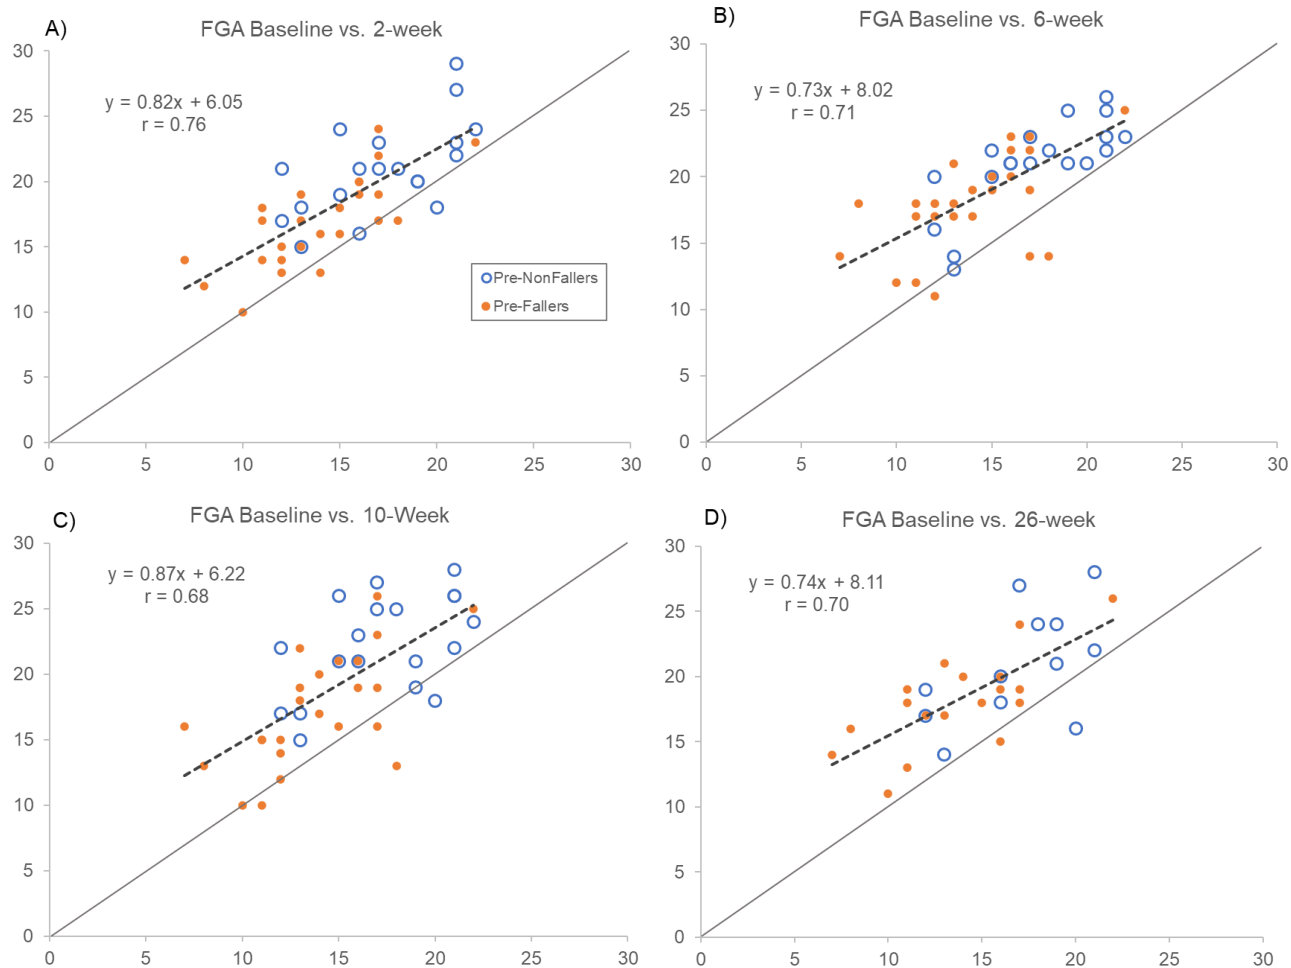 A)
FGA Baseline vs. 2-week
y = 0.82x + 6.05
r = 0.76
30
25
20
15
10
5
0
0 5 10 15 20 25 30
Pre-NonFallers
Pre-Fallers
B)
FGA Baseline vs. 6-week
y = 0.73x + 8.02
r = 0.71
30
25
20
15
10
5
0
0 5 10 15 20 25 30
C)
FGA Baseline vs. 10-Week
y = 0.87x + 6.22
r = 0.68
30
25
20
15
10
5
0
0 5 10 15 20 25 30
D)
FGA Baseline vs. 26-week
y = 0.74x + 8.11
r = 0.70
30
25
20
15
10
5
0
0 5 10 15 20 25 30